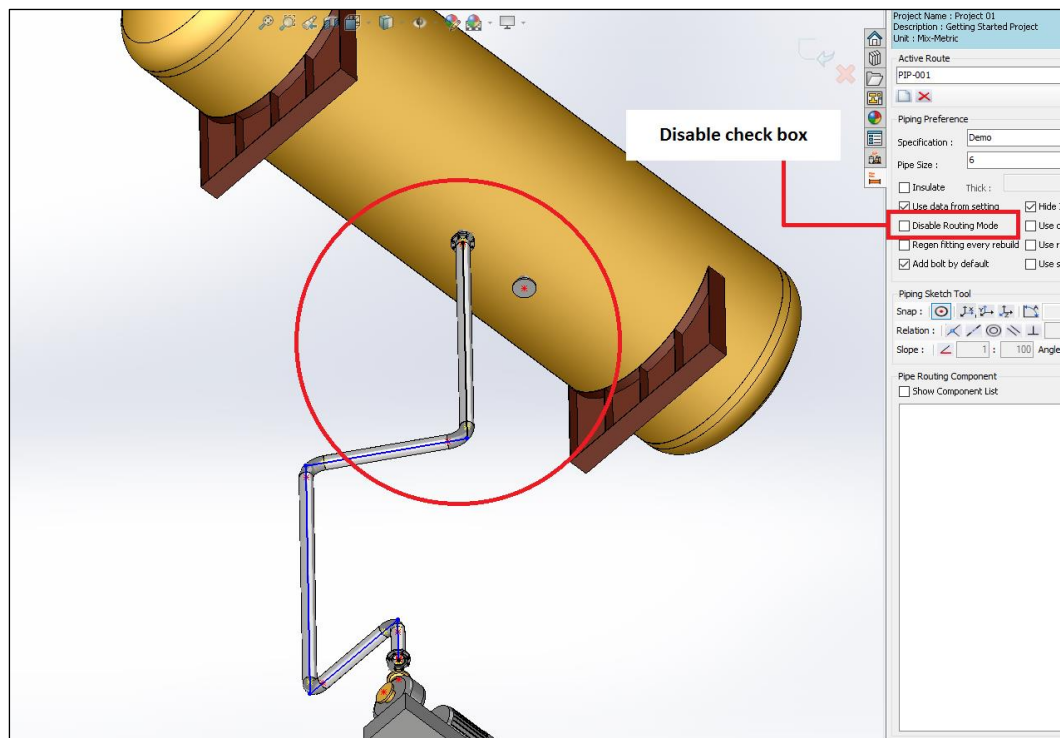 Project Name : Project 01
Description : Getting Started Project
Unit : Mix-Metric
Active Route
PIP-001
Disable check box
Piping Preference
Specification : Demo
Pipe Size : 6
Insulate Thick :
Use data from setting Hide
Disable Routing Mode Use
Regen fitting every rebuild Use
Add bolt by default Use
Piping Sketch Tool
Snap :
Relation :
Slope : 1 : 100 Angle
Pipe Routing Component
Show Component List